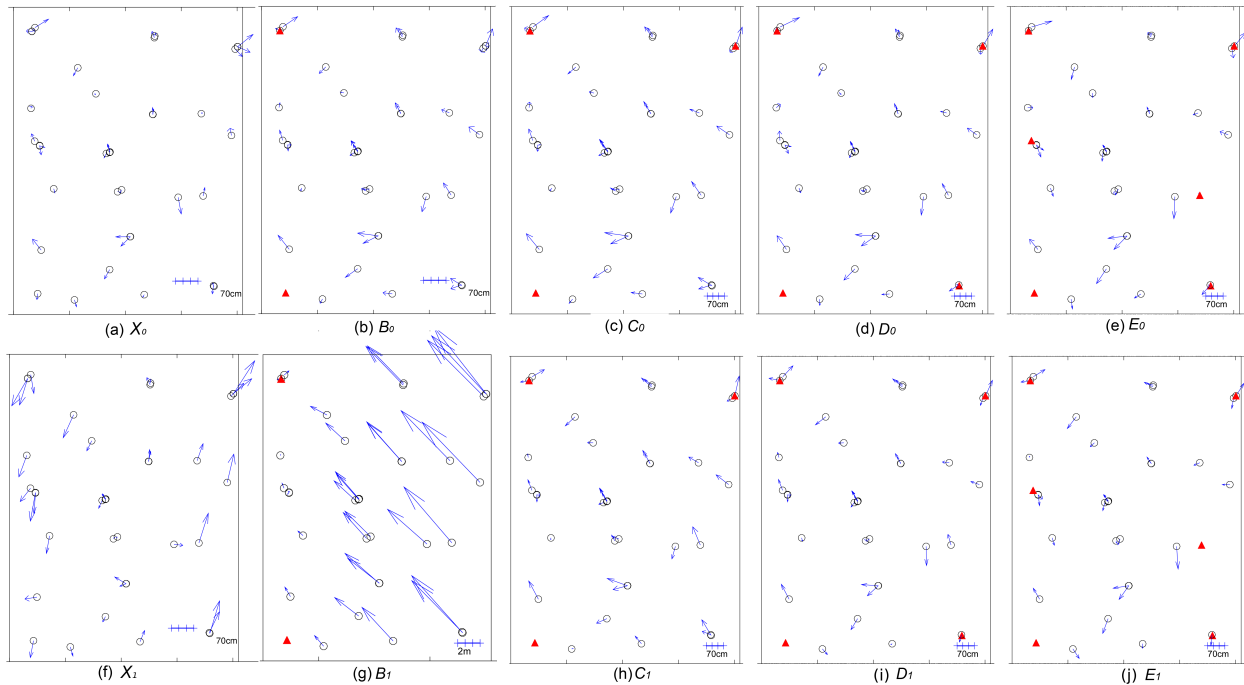 70cm
70cm
70cm
70cm
70cm
(a) X₀
(b) B₀
(c) C₀
(d) D₀
(e) E₀
70cm
2m
70cm
70cm
70cm
(f) X₁
(g) B₁
(h) C₁
(i) D₁
(j) E₁